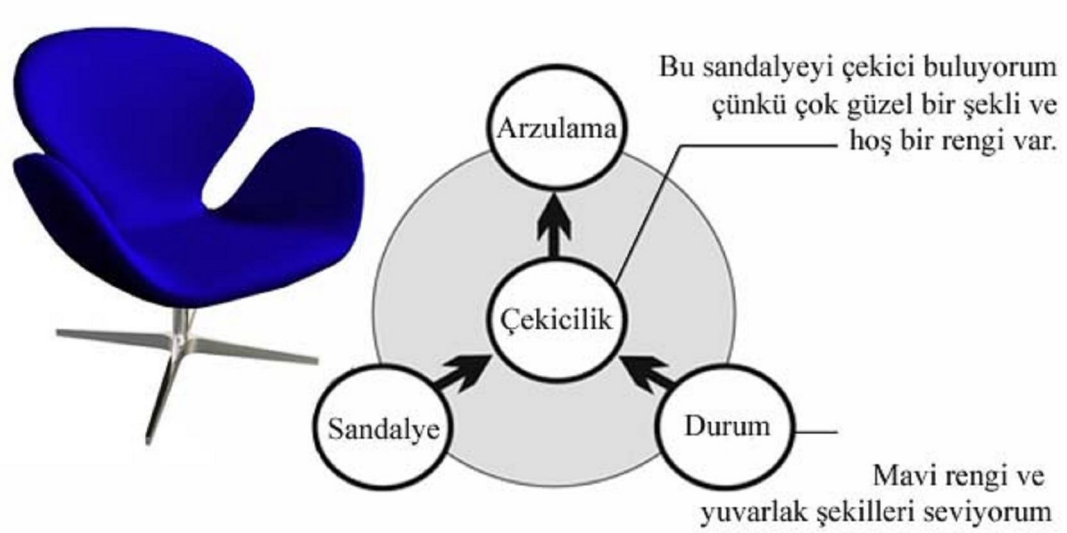 Bu sandalyeyi çekici buluyorum
çünkü çok güzel bir şekli ve
hoş bir rengi var.
Arzulama
Çekicilik
Sandalye
Durum
Mavi rengi ve
yuvarlak şekilleri seviyorum